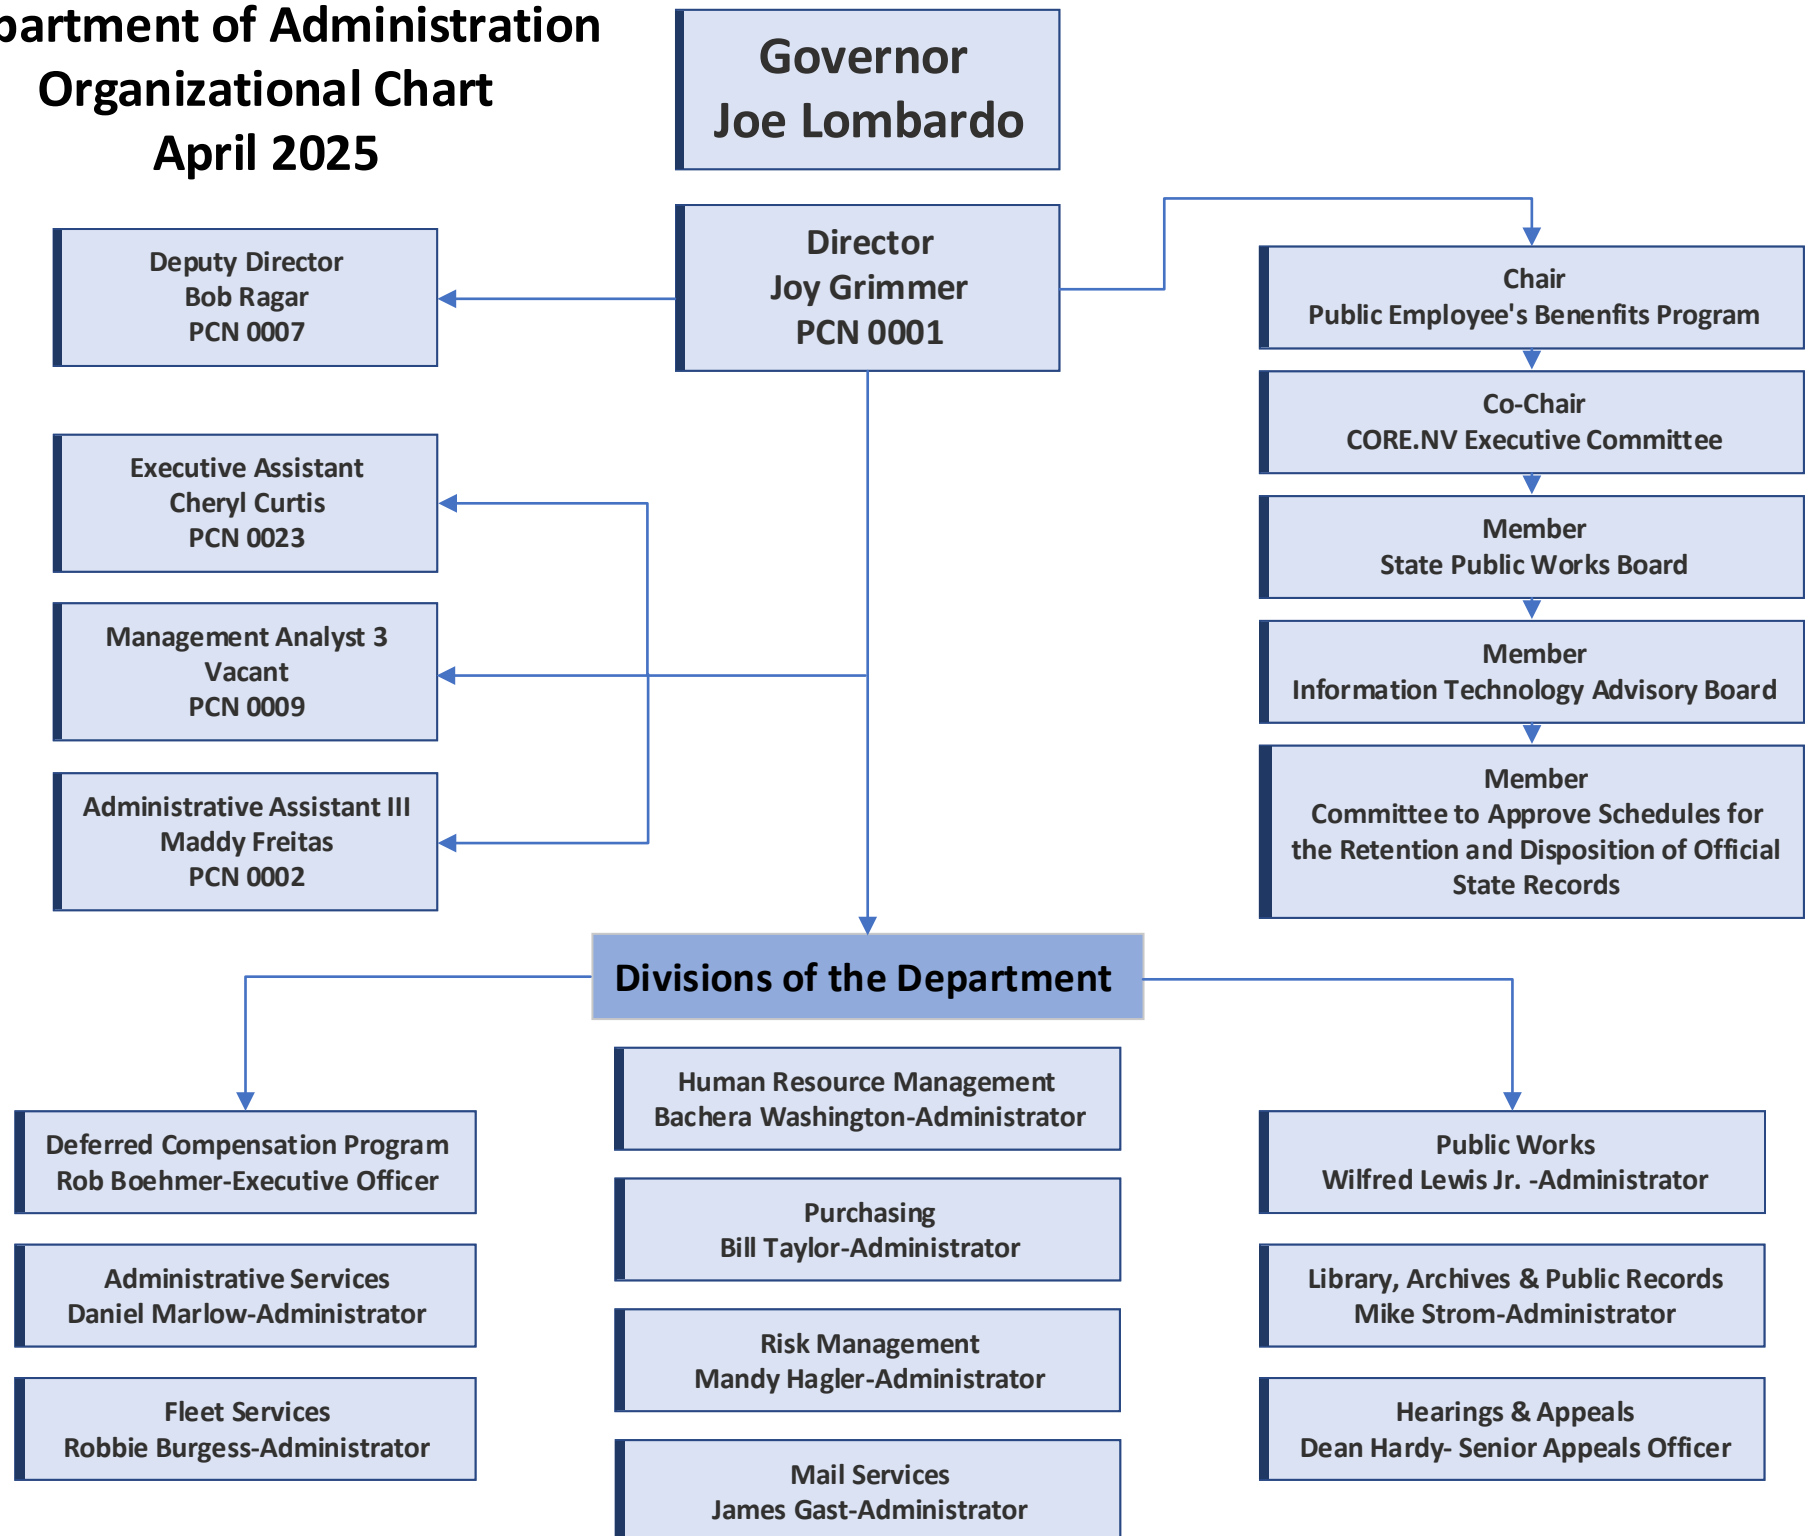 partment of Administration
Organizational Chart
April 2025
Governor
Joe Lombardo
Director
Joy Grimmer
PCN 0001
Deputy Director
Bob Ragar
PCN 0007
Executive Assistant
Cheryl Curtis
PCN 0023
Management Analyst 3
Vacant
PCN 0009
Administrative Assistant III
Maddy Freitas
PCN 0002
Chair
Public Employee's Benenfits Program
Co-Chair
CORE.NV Executive Committee
Member
State Public Works Board
Member
Information Technology Advisory Board
Member
Committee to Approve Schedules for
the Retention and Disposition of Official
State Records
Divisions of the Department
Deferred Compensation Program
Rob Boehmer-Executive Officer
Administrative Services
Daniel Marlow-Administrator
Fleet Services
Robbie Burgess-Administrator
Human Resource Management
Bachera Washington-Administrator
Purchasing
Bill Taylor-Administrator
Risk Management
Mandy Hagler-Administrator
Mail Services
James Gast-Administrator
Public Works
Wilfred Lewis Jr. -Administrator
Library, Archives & Public Records
Mike Strom-Administrator
Hearings & Appeals
Dean Hardy- Senior Appeals Officer